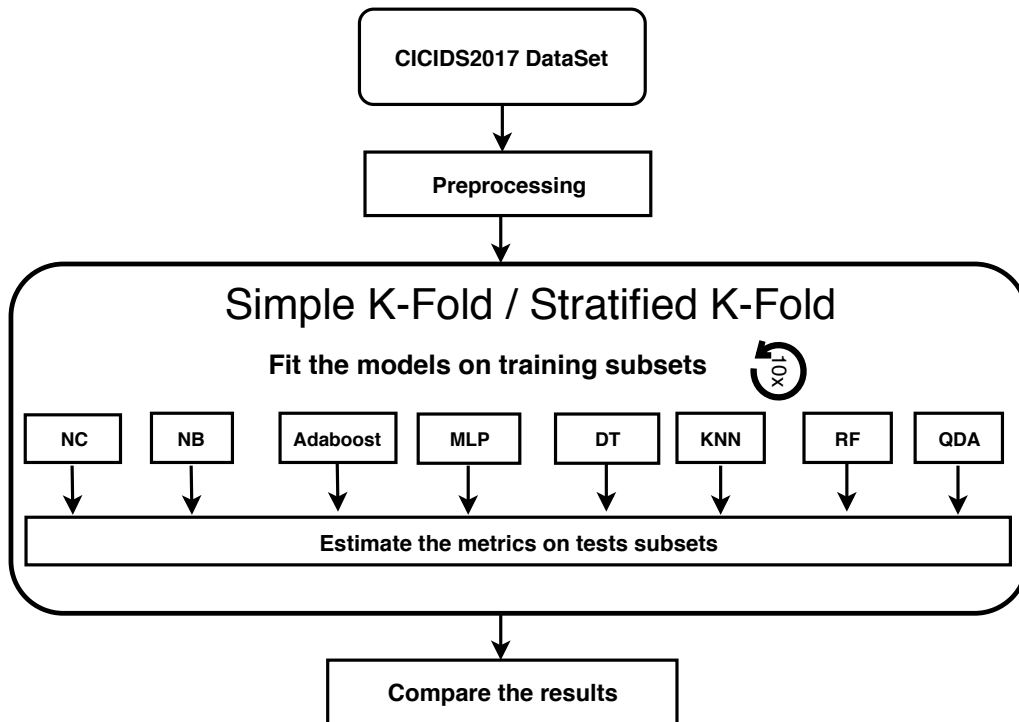 CICIDS2017 DataSet
Preprocessing
Simple K-Fold / Stratified K-Fold
Fit the models on training subsets
10x
NC
NB
Adaboost
MLP
DT
KNN
RF
QDA
Estimate the metrics on tests subsets
Compare the results